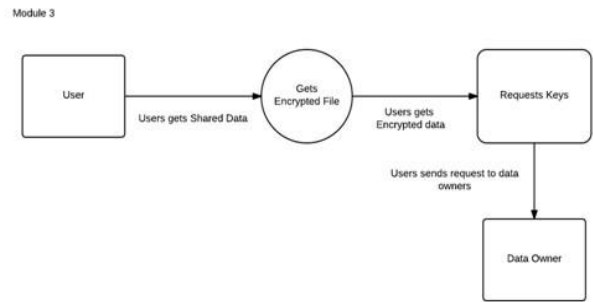 Module 3
User
Users gets Shared Data
Gets
Encrypted File
Users gets
Encrypted data
Requests Keys
Users sends request to data
owners
Data Owner